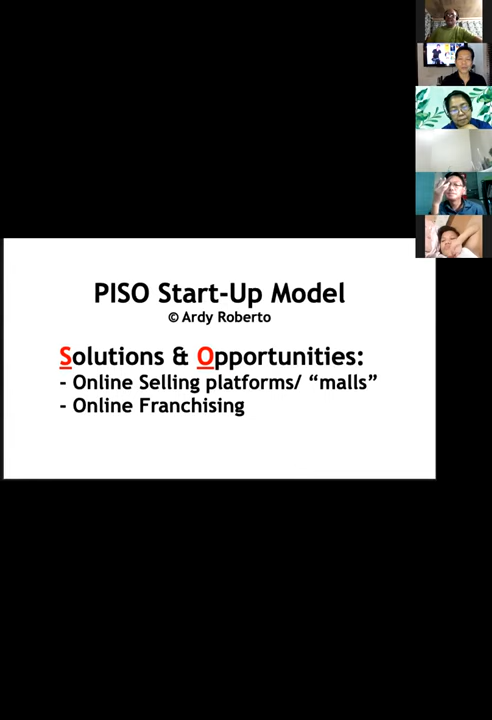 PISO Start-Up Model
© Ardy Roberto
Solutions & Opportunities:
- Online Selling platforms/ “malls”
- Online Franchising